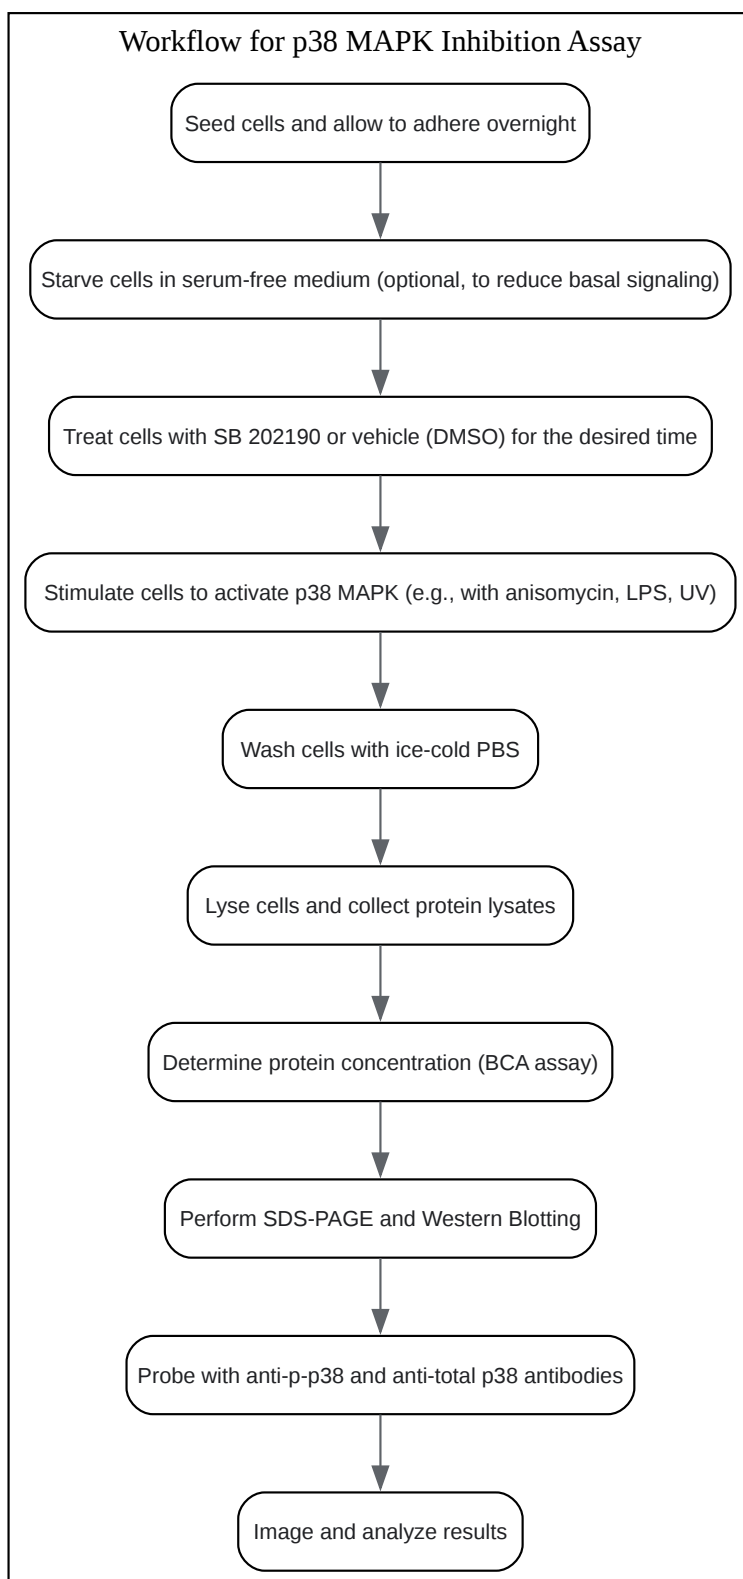 Workflow for p38 MAPK Inhibition Assay
Seed cells and allow to adhere overnight
Starve cells in serum-free medium (optional, to reduce basal signaling)
Treat cells with SB 202190 or vehicle (DMSO) for the desired time
Stimulate cells to activate p38 MAPK (e.g., with anisomycin, LPS, UV)
Wash cells with ice-cold PBS
Lyse cells and collect protein lysates
Determine protein concentration (BCA assay)
Perform SDS-PAGE and Western Blotting
Probe with anti-p-p38 and anti-total p38 antibodies
Image and analyze results